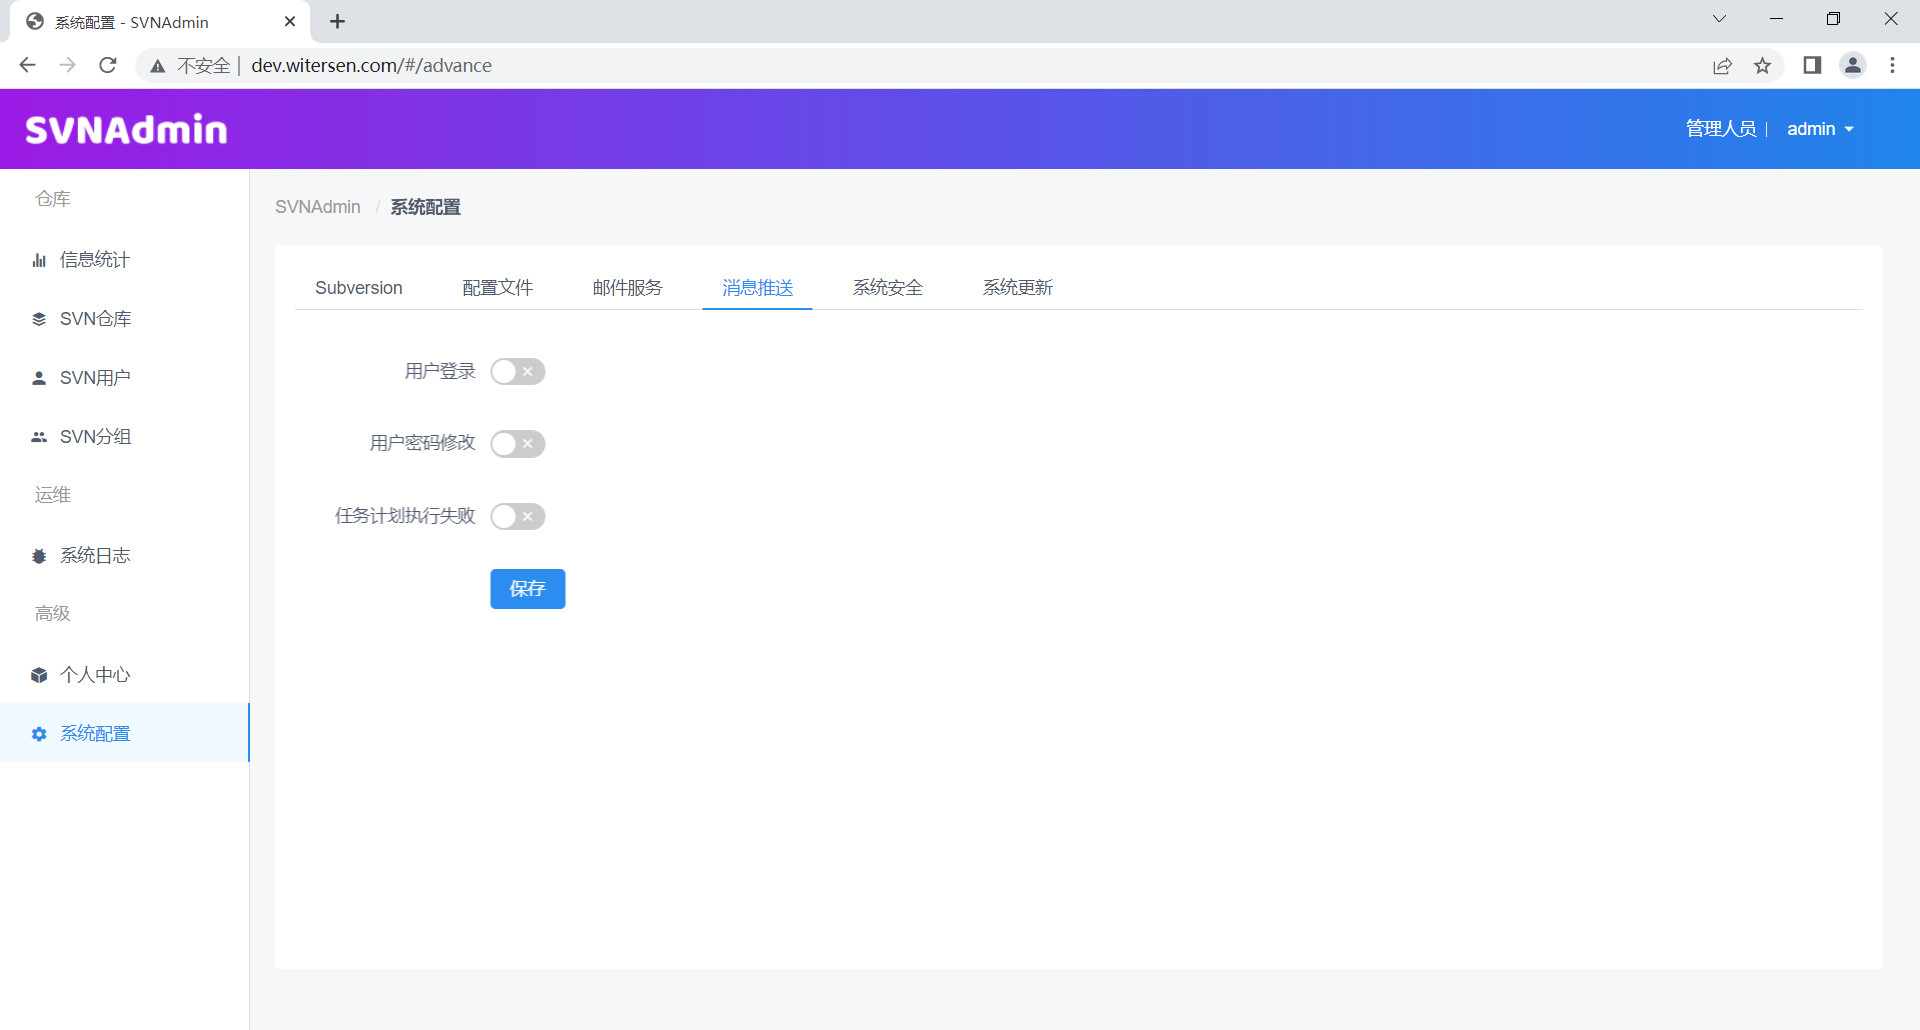 系统配置 - SVNAdmin
不安全 | dev.witersen.com/#/advance
SVNAdmin
管理人员 | admin
仓库
信息统计
SVN仓库
SVN用户
SVN分组
运维
系统日志
高级
个人中心
系统配置
SVNAdmin / 系统配置
Subversion 配置文件 邮件服务 消息推送 系统安全 系统更新
用户登录
用户密码修改
任务计划执行失败
保存